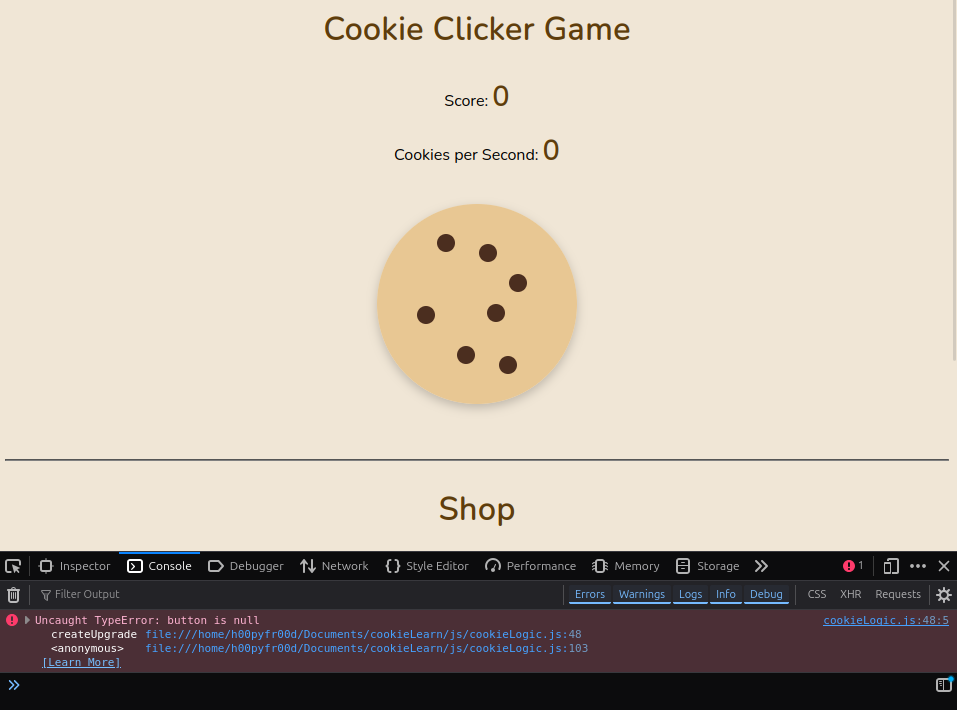 Cookie Clicker Game
Score: 0
Cookies per Second: 0
Shop
Inspector Console Debugger Network Style Editor Performance Memory Storage 1
Filter Output Errors Warnings Logs Info Debug CSS XHR Requests
Uncaught TypeError: button is null cookieLogic.js:48:5
createUpgrade file:///home/h00pyfr00d/Documents/cookieLearn/js/cookieLogic.js:48
<anonymous> file:///home/h00pyfr00d/Documents/cookieLearn/js/cookieLogic.js:103
[Learn More]